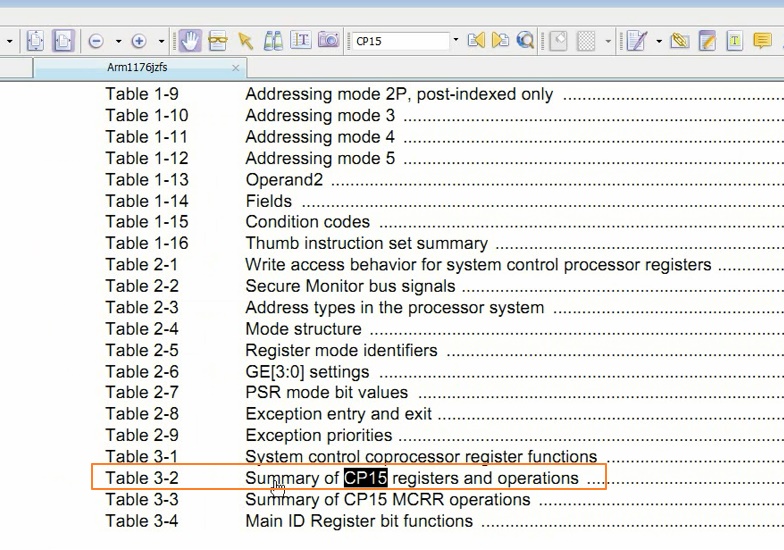 CP15
Arm1176jzfs
Table 1-9 Addressing mode 2P, post-indexed only
Table 1-10 Addressing mode 3
Table 1-11 Addressing mode 4
Table 1-12 Addressing mode 5
Table 1-13 Operand2
Table 1-14 Fields
Table 1-15 Condition codes
Table 1-16 Thumb instruction set summary
Table 2-1 Write access behavior for system control processor registers
Table 2-2 Secure Monitor bus signals
Table 2-3 Address types in the processor system
Table 2-4 Mode structure
Table 2-5 Register mode identifiers
Table 2-6 GE[3:0] settings
Table 2-7 PSR mode bit values
Table 2-8 Exception entry and exit
Table 2-9 Exception priorities
Table 3-1 System control coprocessor register functions
Table 3-2 Summary of CP15 registers and operations
Table 3-3 Summary of CP15 MCRR operations
Table 3-4 Main ID Register bit functions